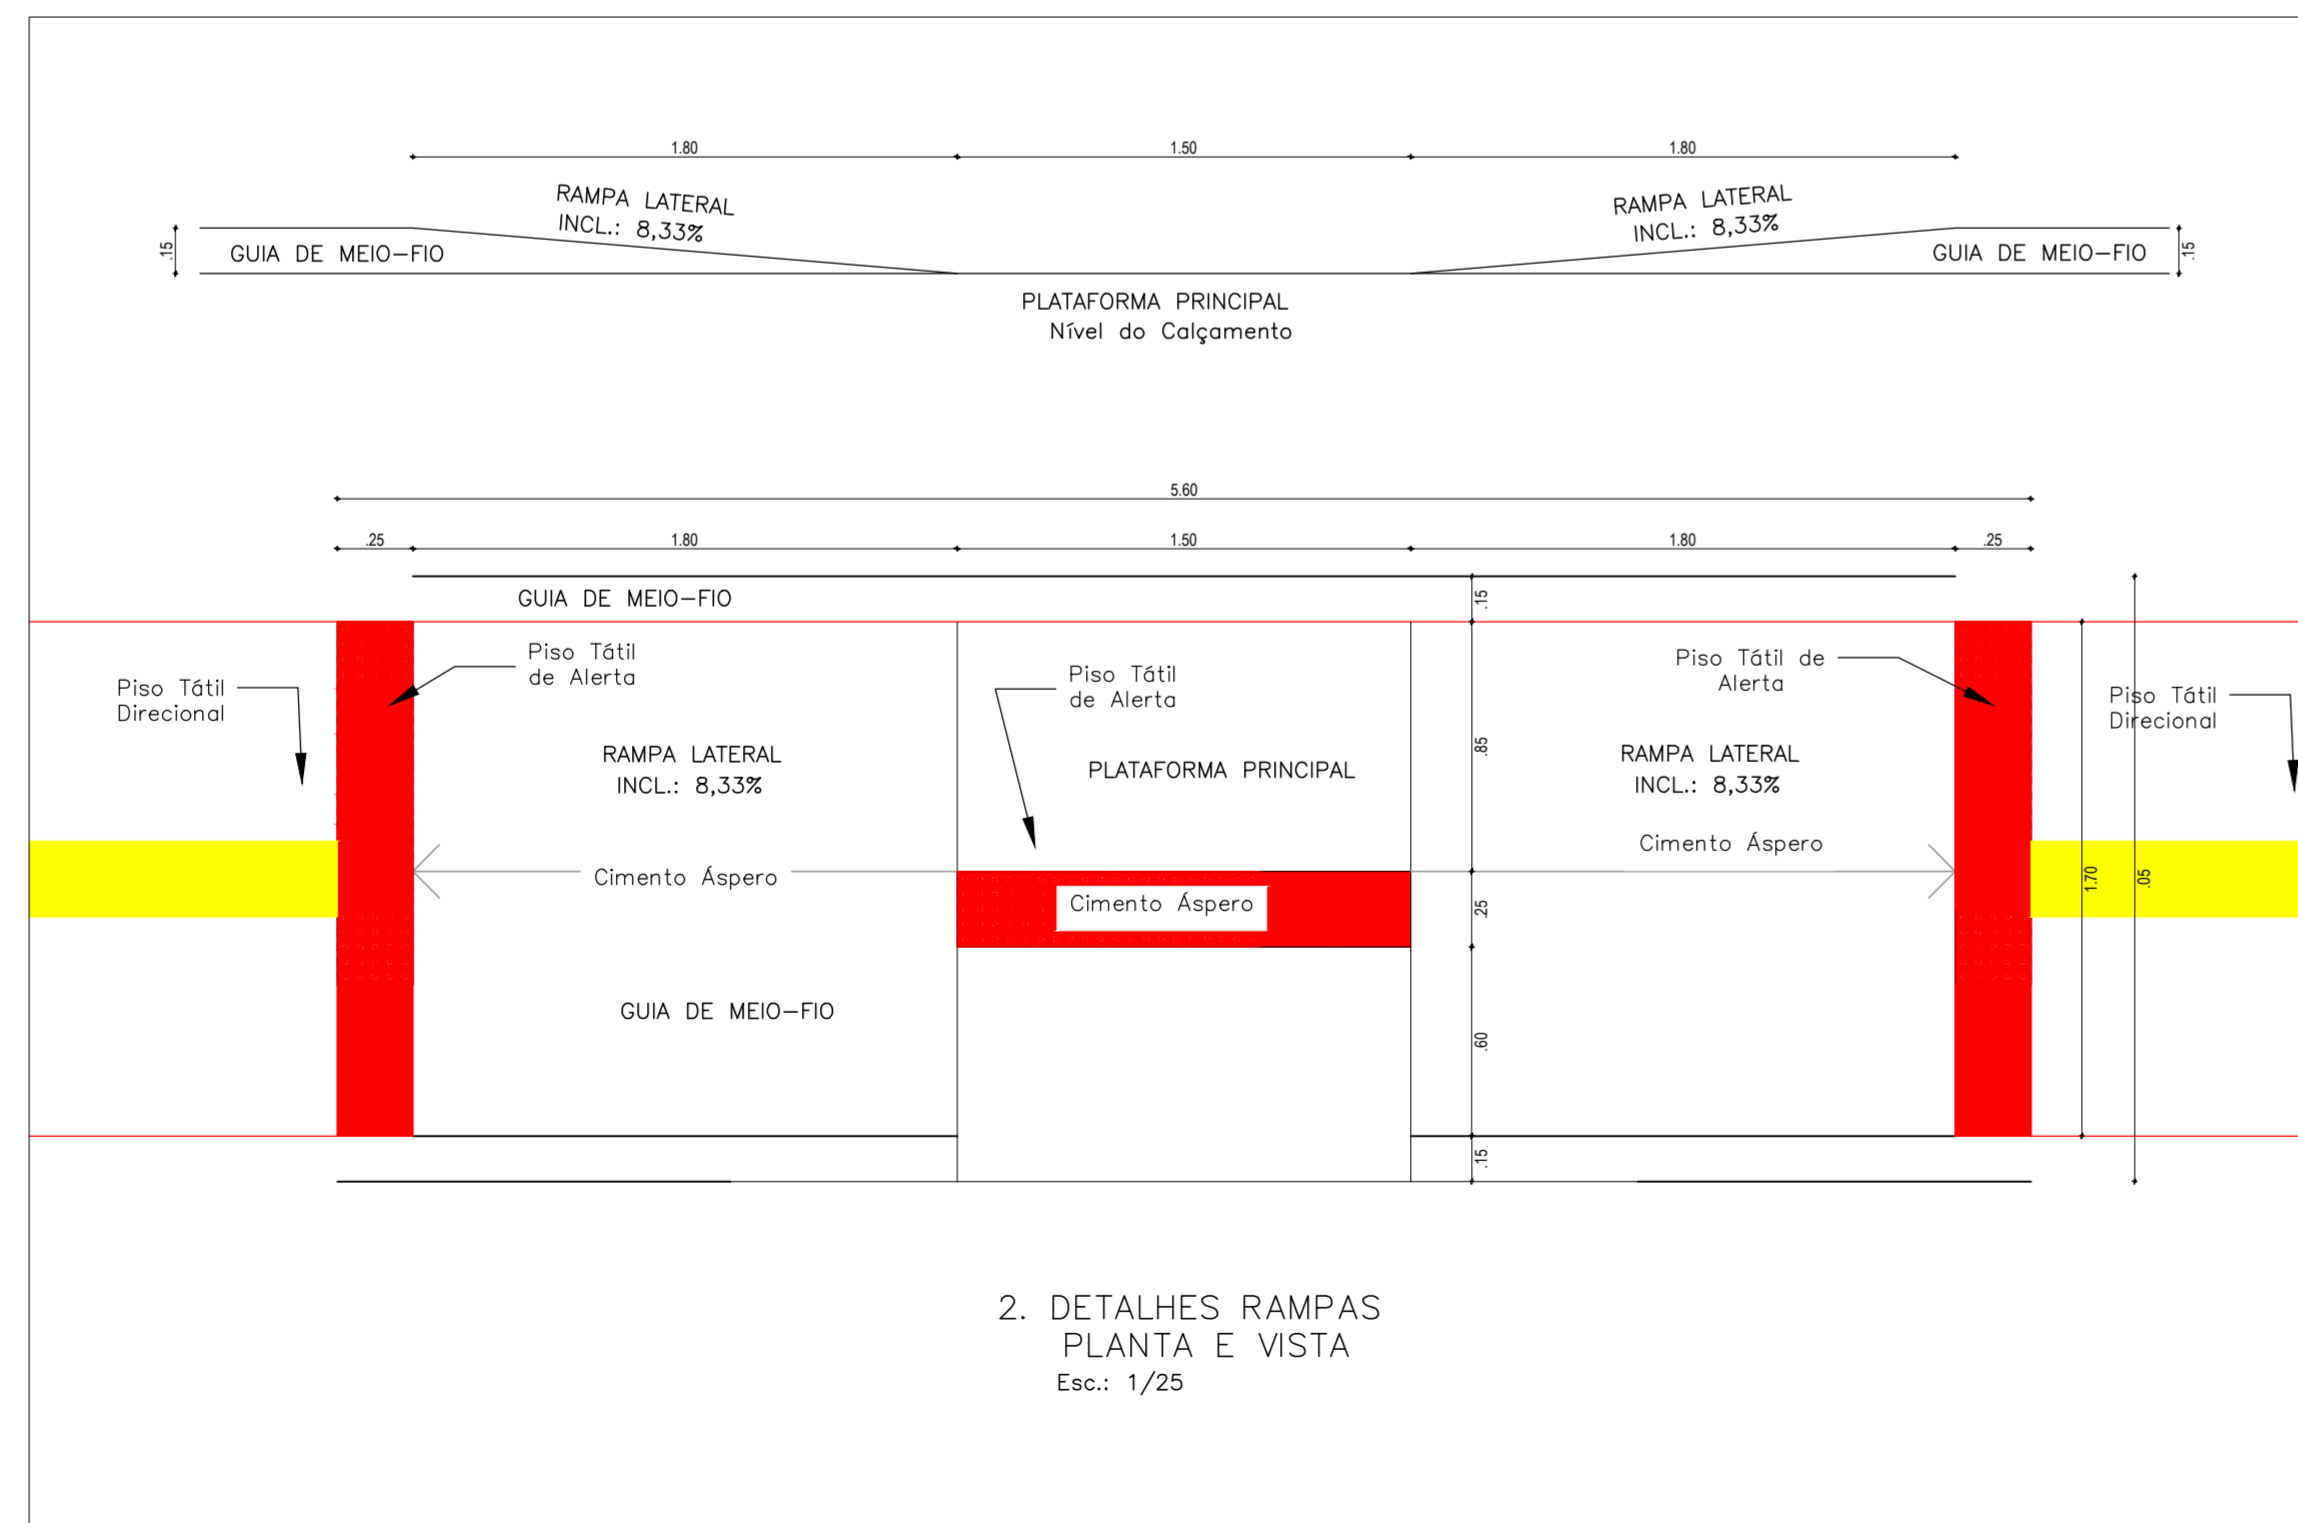 1.80
1.50
1.80
RAMPA LATERAL
INCL.: 8,33%
RAMPA LATERAL
INCL.: 8,33%
.15
GUIA DE MEIO-FIO
GUIA DE MEIO-FIO
.15
PLATAFORMA PRINCIPAL
Nível do Calçamento
5.60
.25
1.80
1.50
1.80
.25
GUIA DE MEIO-FIO
.15
Piso Tátil
de Alerta
Piso Tátil de
Alerta
Piso Tátil
Direcional
Piso Tátil
de Alerta
Piso Tátil
Direcional
RAMPA LATERAL
INCL.: 8,33%
PLATAFORMA PRINCIPAL
.85
RAMPA LATERAL
INCL.: 8,33%
Cimento Áspero
Cimento Áspero
Cimento Áspero
.25
1.70
.05
GUIA DE MEIO-FIO
.60
.15
2. DETALHES RAMPAS
PLANTA E VISTA
Esc.: 1/25